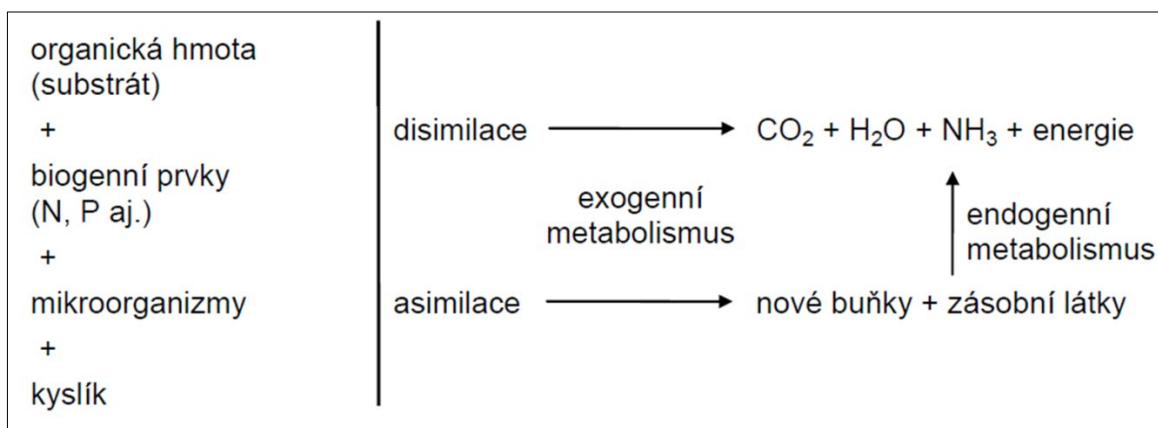 organická hmota
(substrát)
+
biogenní prvky
(N, P aj.)
+
mikroorganizmy
+
kyslík
disimilace
CO₂ + H₂O + NH₃ + energie
exogenní
metabolismus
endogenní
metabolismus
asimilace
nové buňky + zásobní látky